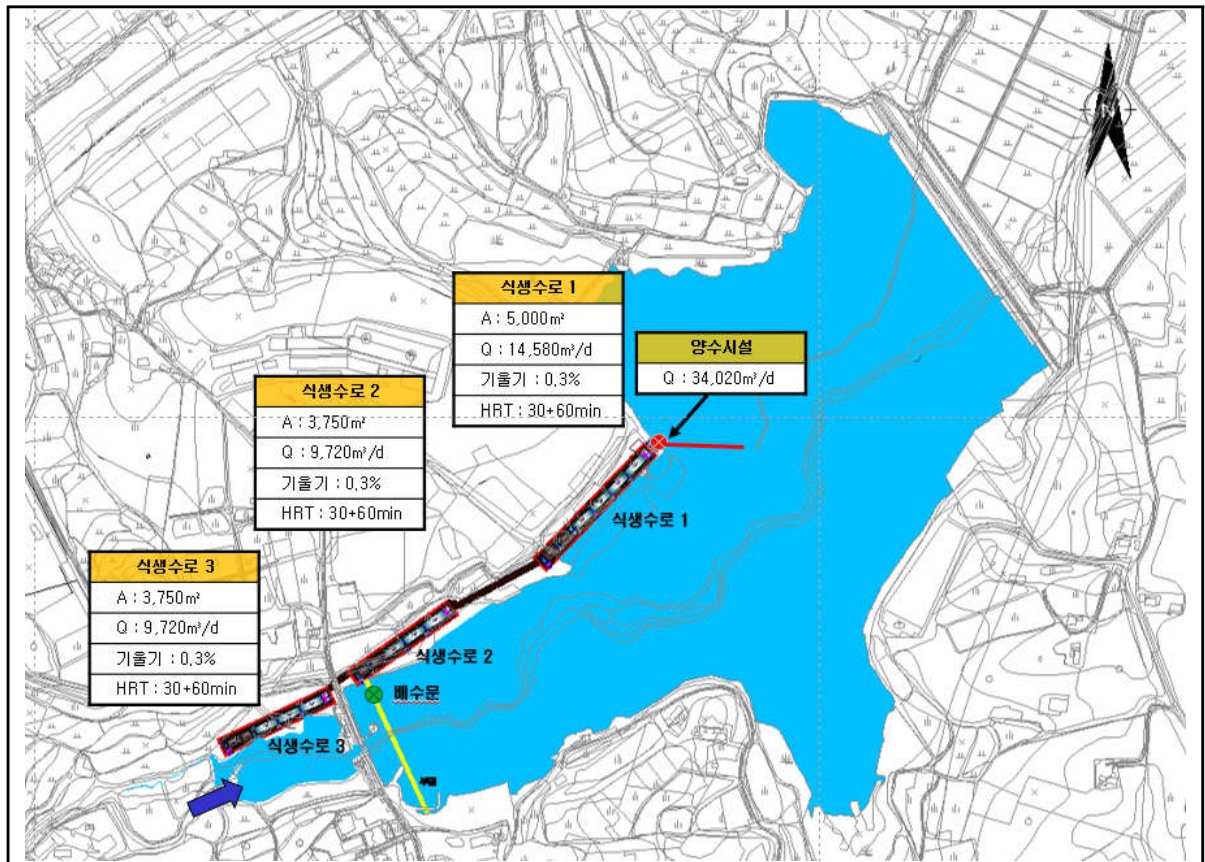 식생수로 1
A : 5,000㎡
Q : 14,580㎥/d
기울기 : 0.3%
HRT : 30+60min
양수시설
Q : 34,020㎥/d
식생수로 2
A : 3,750㎡
Q : 9,720㎥/d
기울기 : 0.3%
HRT : 30+60min
식생수로 3
A : 3,750㎡
Q : 9,720㎥/d
기울기 : 0.3%
HRT : 30+60min
식생수로 1
식생수로 2
배수문
식생수로 3